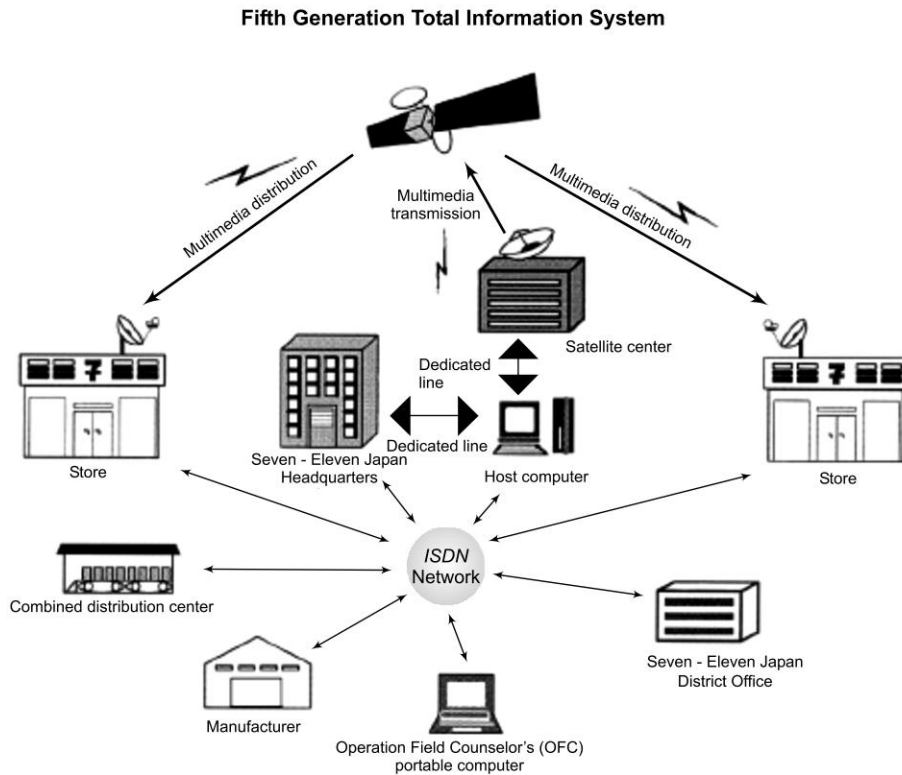 Fifth Generation Total Information System
Multimedia distribution
Multimedia
transmission
Multimedia distribution
Satellite center
Dedicated
line
Dedicated line
Seven - Eleven Japan
Headquarters
Host computer
Store
Store
ISDN
Network
Combined distribution center
Seven - Eleven Japan
District Office
Manufacturer
Operation Field Counselor's (OFC)
portable computer